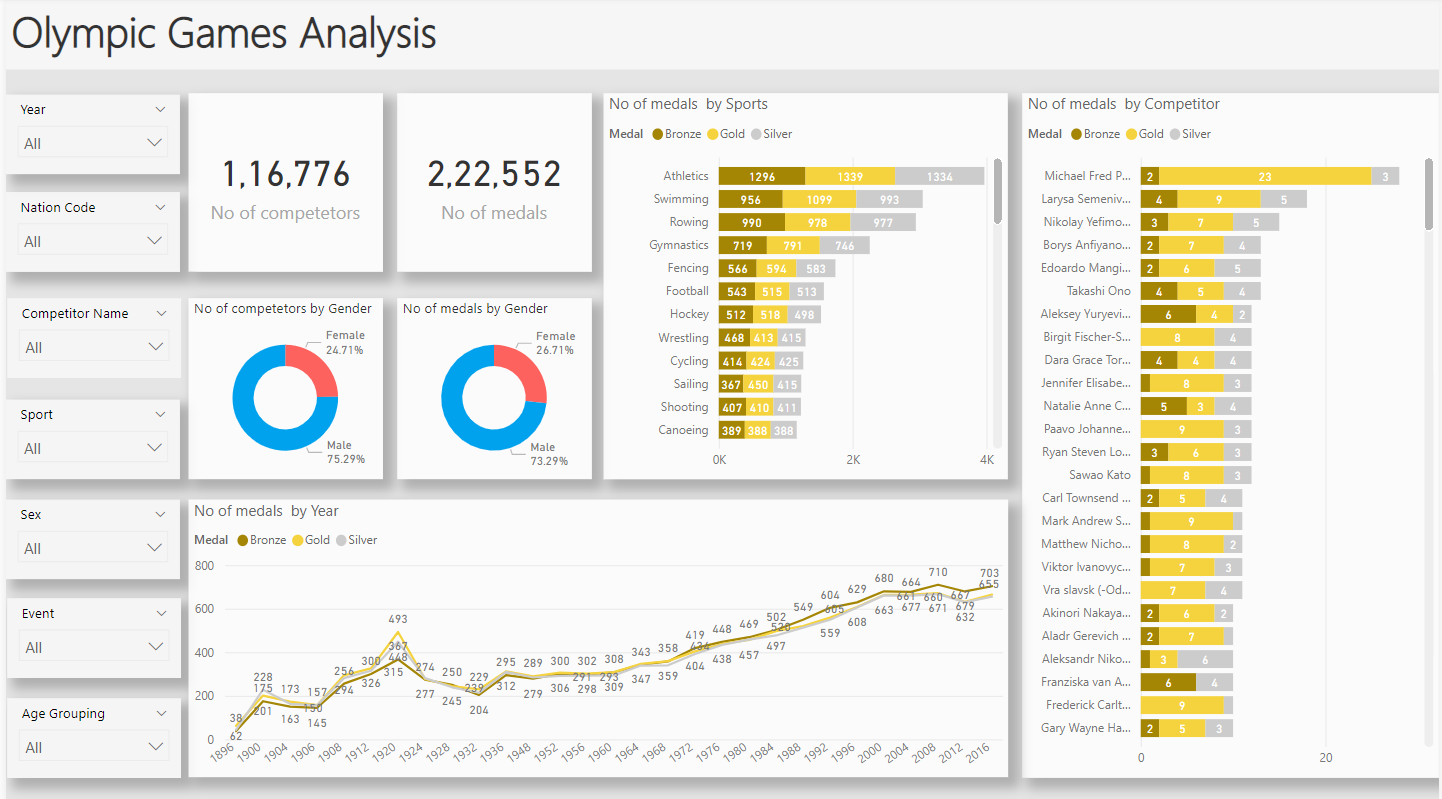 Olympic Games Analysis
Year
All
Nation Code
All
Competitor Name
All
Sport
All
Sex
All
Event
All
Age Grouping
All
1,16,776
No of competetors
2,22,552
No of medals
No of competetors by Gender
Female
24.71%
Male
75.29%
No of medals by Gender
Female
26.71%
Male
73.29%
No of medals by Sports
Medal Bronze Gold Silver
Athletics 1296 1339 1334
Swimming 956 1099 993
Rowing 990 978 977
Gymnastics 719 791 746
Fencing 566 594 583
Football 543 515 513
Hockey 512 518 498
Wrestling 468 413 415
Cycling 414 424 425
Sailing 367 450 415
Shooting 407 410 411
Canoeing 389 388 388
0K 2K 4K
No of medals by Year
Medal Bronze Gold Silver
800
600
400
200
0
38 62 228 175 201 173 163 157 150 145 256 294 300 326 493 367 448 315 274 277 250 245 229 239 204 295 312 289 279 300 306 302 291 298 308 293 309 343 347 358 359 419 434 404 448 438 469 457 502 520 497 549 604 605 559 629 608 680 663 664 661 677 710 660 671 667 679 632 703 655
1896 1900 1904 1906 1908 1912 1920 1924 1928 1932 1936 1948 1952 1956 1960 1964 1968 1972 1976 1980 1984 1988 1992 1996 2000 2004 2008 2012 2016
No of medals by Competitor
Medal Bronze Gold Silver
Michael Fred P... 2 23 3
Larysa Semeniv... 4 9 5
Nikolay Yefimo... 3 7 5
Borys Anfiyano... 2 7 4
Edoardo Mangi... 2 6 5
Takashi Ono 4 5 4
Aleksey Yuryevi... 6 4 2
Birgit Fischer-S... 8 4
Dara Grace Tor... 4 4 4
Jennifer Elisabe... 8 3
Natalie Anne C... 5 3 4
Paavo Johanne... 9 3
Ryan Steven Lo... 3 6 3
Sawao Kato 8 3
Carl Townsend ... 2 5 4
Mark Andrew S... 9
Matthew Nicho... 8 2
Viktor Ivanovyc... 7 3
Vra slavsk (-Od... 7 4
Akinori Nakaya... 2 6 2
Aladr Gerevich ... 2 7
Aleksandr Niko... 3 6
Franziska van A... 6 4
Frederick Carlt... 9
Gary Wayne Ha... 2 5 3
0 20